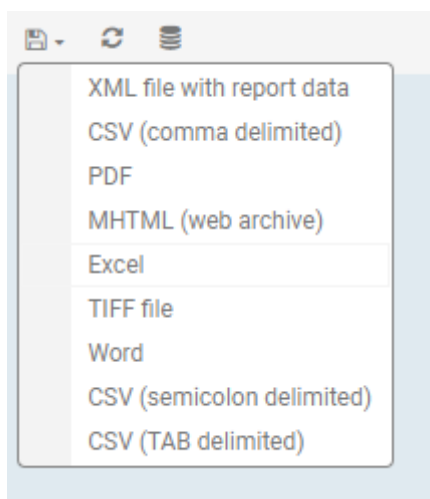 XML file with report data
CSV (comma delimited)
PDF
MHTML (web archive)
Excel
TIFF file
Word
CSV (semicolon delimited)
CSV (TAB delimited)